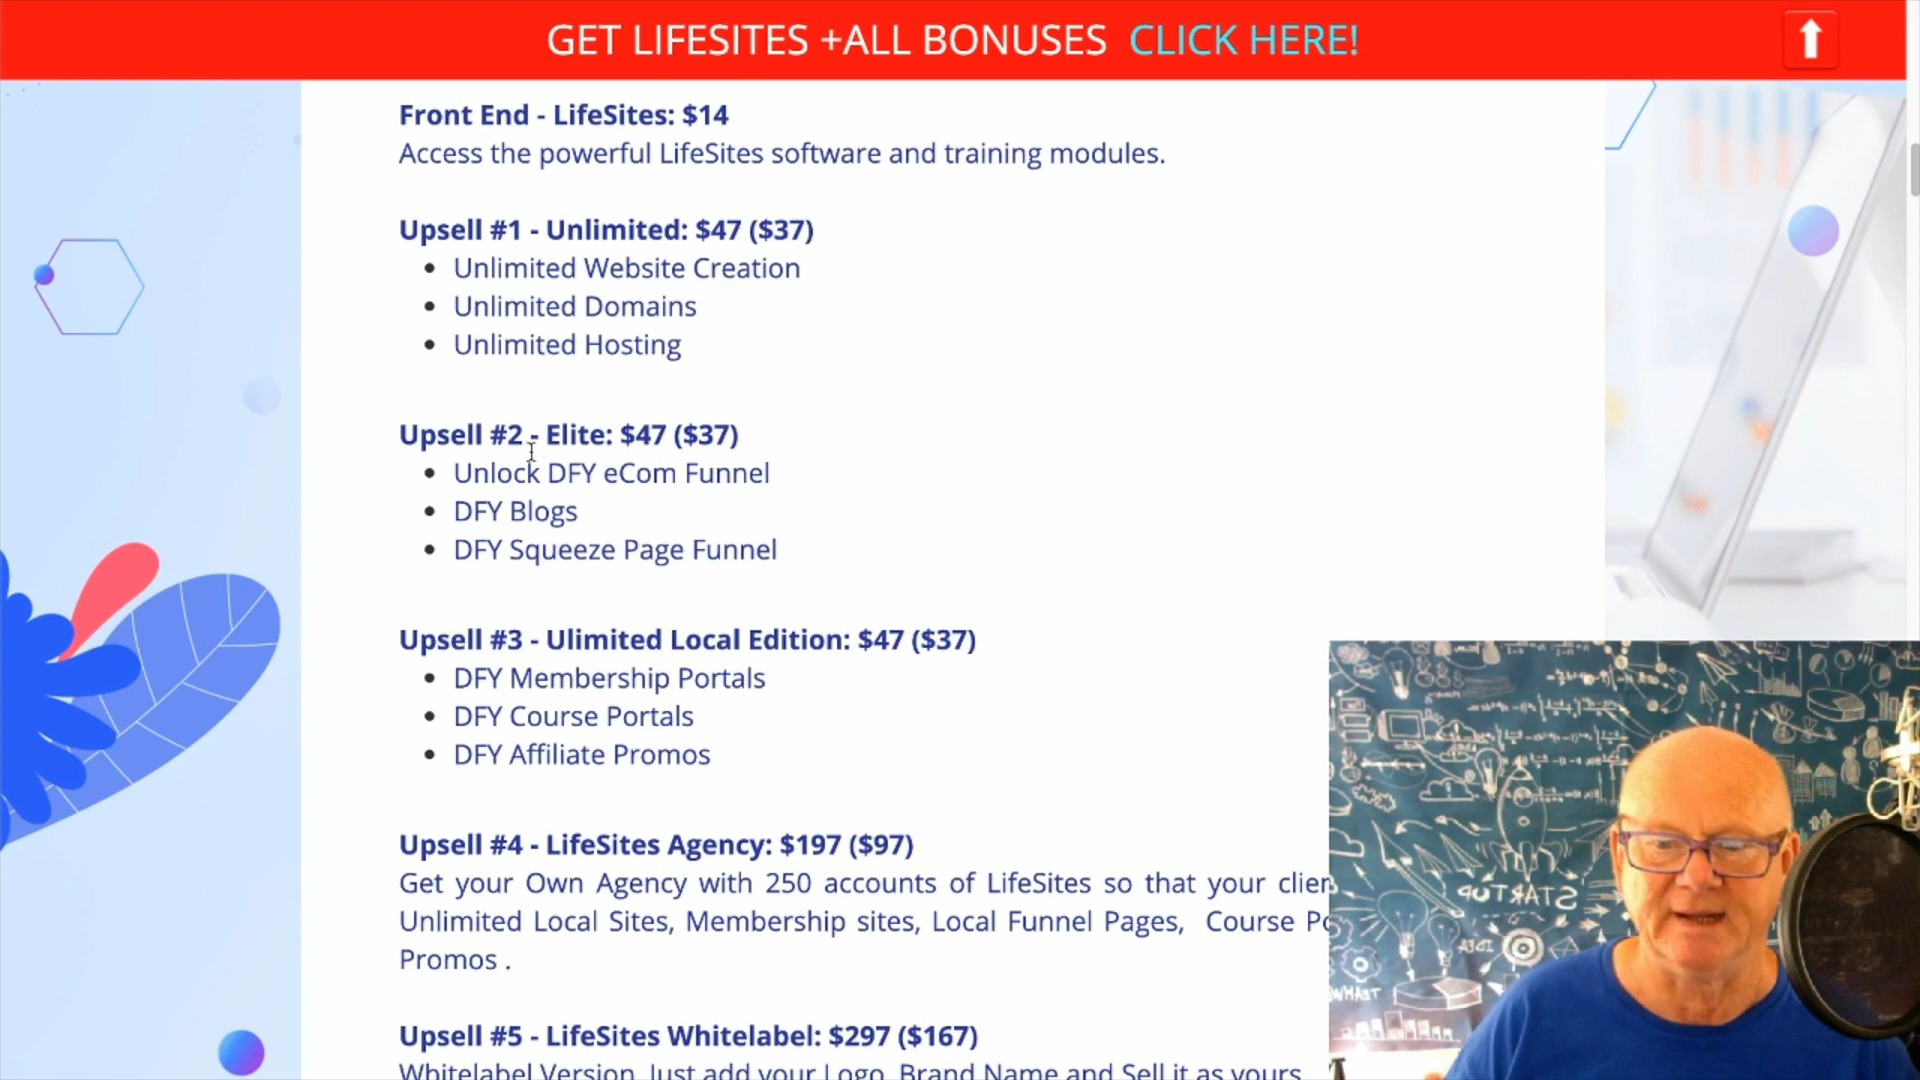 GET LIFESITES +ALL BONUSES CLICK HERE!
Front End - LifeSites: $14
Access the powerful LifeSites software and training modules.
Upsell #1 - Unlimited: $47 ($37)
Unlimited Website Creation
Unlimited Domains
Unlimited Hosting
Upsell #2 - Elite: $47 ($37)
Unlock DFY eCom Funnel
DFY Blogs
DFY Squeeze Page Funnel
Upsell #3 - Ulimited Local Edition: $47 ($37)
DFY Membership Portals
DFY Course Portals
DFY Affiliate Promos
Upsell #4 - LifeSites Agency: $197 ($97)
Get your Own Agency with 250 accounts of LifeSites so that your clien
Unlimited Local Sites, Membership sites, Local Funnel Pages, Course Po
Promos .
Upsell #5 - LifeSites Whitelabel: $297 ($167)
Whitelabel Version. Just add your Logo, Brand Name and Sell it as yours
STARTUP
IDEA
TEAMW